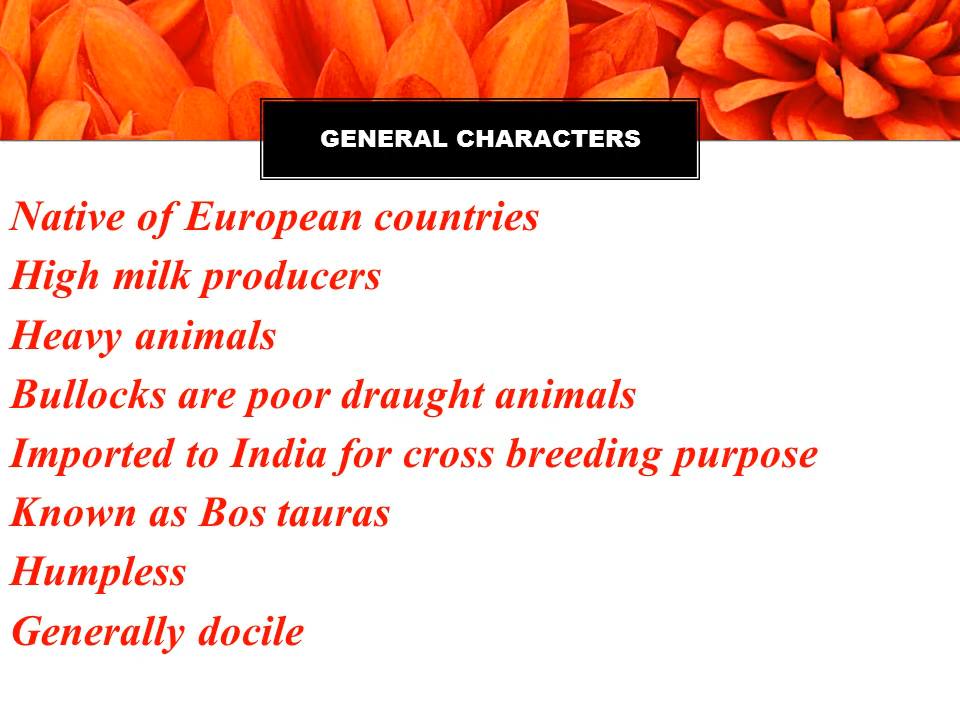 GENERAL CHARACTERS
Native of European countries
High milk producers
Heavy animals
Bullocks are poor draught animals
Imported to India for cross breeding purpose
Known as Bos tauras
Humpless
Generally docile